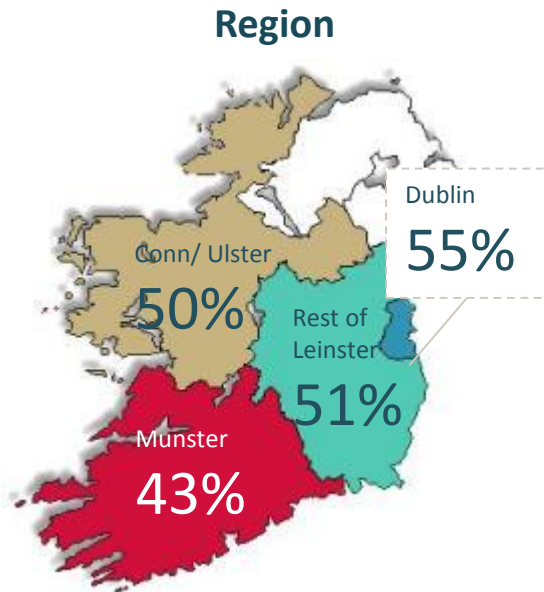 Region
Dublin
55%
Conn/ Ulster
50%
Rest of
Leinster
51%
Munster
43%